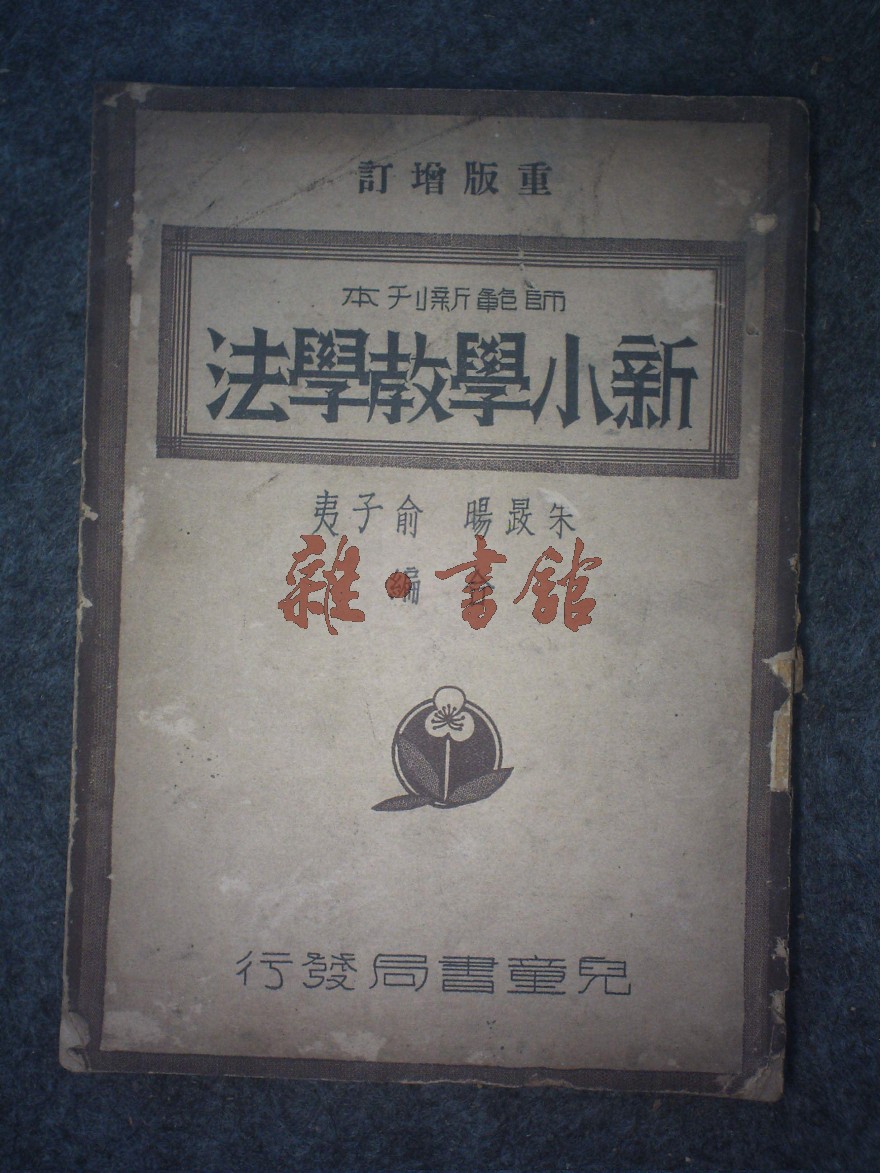 重版增訂
師範新刊本
新小學教學法
朱晸暘 俞子夷
合編
雜·書館
兒童書局發行